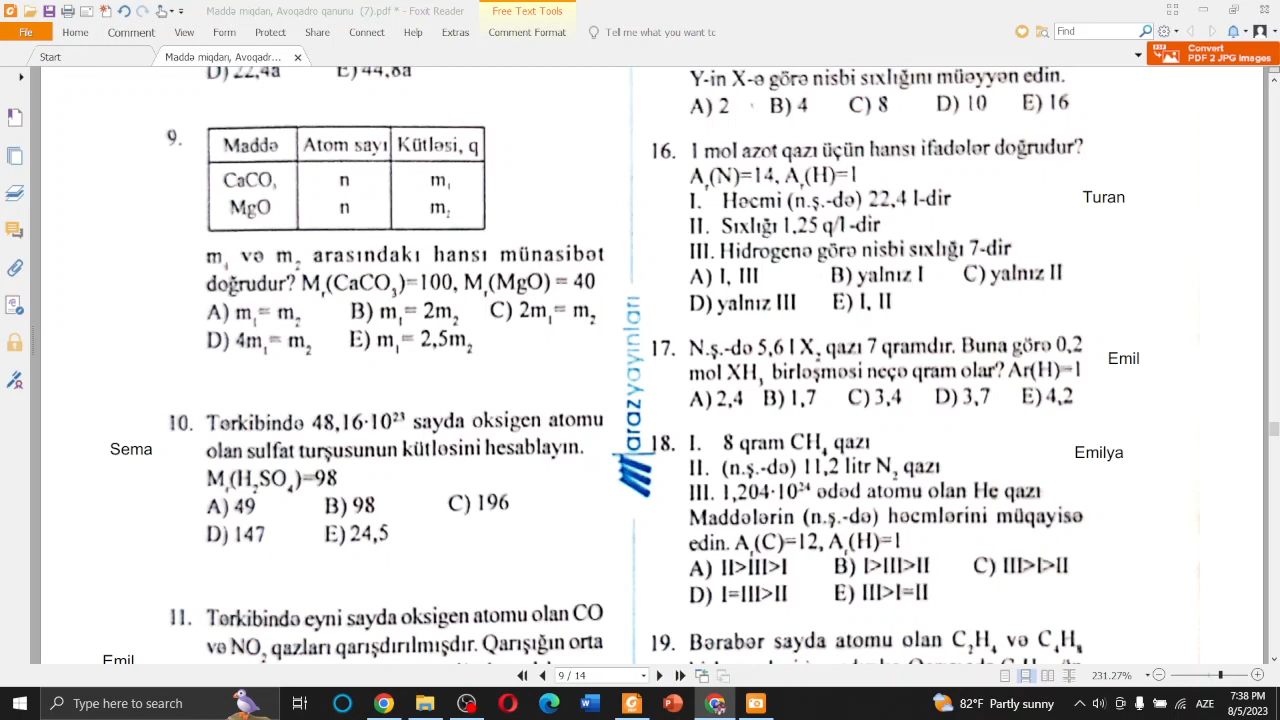 Maddə miqdarı, Avoqadro qanunu (7).pdf * - Foxit Reader
Free Text Tools
File Home Comment View Form Protect Share Connect Help Extras Comment Format Tell me what you want to
Find
Start
Maddə miqdarı, Avoqadr...
Convert
PDF 2 JPG Images
D) 22,4a E) 44,8a
9.
Maddə Atom sayı Kütləsi, q
CaCO₃ n m₁
MgO n m₂
m₁ və m₂ arasındakı hansı münasibət
doğrudur? Mᵣ(CaCO₃)=100, Mᵣ(MgO) = 40
A) m₁= m₂ B) m₁= 2m₂ C) 2m₁= m₂
D) 4m₁= m₂ E) m₁= 2,5m₂
10. Tərkibində 48,16·10²³ sayda oksigen atomu
olan sulfat turşusunun kütləsini hesablayın.
Mᵣ(H₂SO₄)=98
A) 49 B) 98 C) 196
D) 147 E) 24,5
Sema
11. Tərkibində eyni sayda oksigen atomu olan CO
və NO₂ qazları qarışdırılmışdır. Qarışığın orta
Emil
araz yayınları
Y-in X-ə görə nisbi sıxlığını müəyyən edin.
A) 2 B) 4 C) 8 D) 10 E) 16
16. 1 mol azot qazı üçün hansı ifadələr doğrudur?
Aᵣ(N)=14, Aᵣ(H)=1
I. Həcmi (n.ş.-də) 22,4 l-dir
II. Sıxlığı 1,25 q/l-dir
III. Hidrogenə görə nisbi sıxlığı 7-dir
A) I, III B) yalnız I C) yalnız II
D) yalnız III E) I, II
Turan
17. N.ş.-də 5,6 l X₂ qazı 7 qramdır. Buna görə 0,2
mol XH₃ birləşməsi neçə qram olar? Ar(H)=1
A) 2,4 B) 1,7 C) 3,4 D) 3,7 E) 4,2
Emil
18. I. 8 qram CH₄ qazı
II. (n.ş.-də) 11,2 litr N₂ qazı
III. 1,204·10²⁴ ədəd atomu olan He qazı
Maddələrin (n.ş.-də) həcmlərini müqayisə
edin. Aᵣ(C)=12, Aᵣ(H)=1
A) II>III>I B) I>III>II C) III>I>II
D) I=III>II E) III>I=II
Emilya
19. Bərabər sayda atomu olan C₂H₄ və C₄H₈
9 / 14
231.27%
Type here to search
82°F Partly sunny
AZE
7:38 PM
8/5/2023